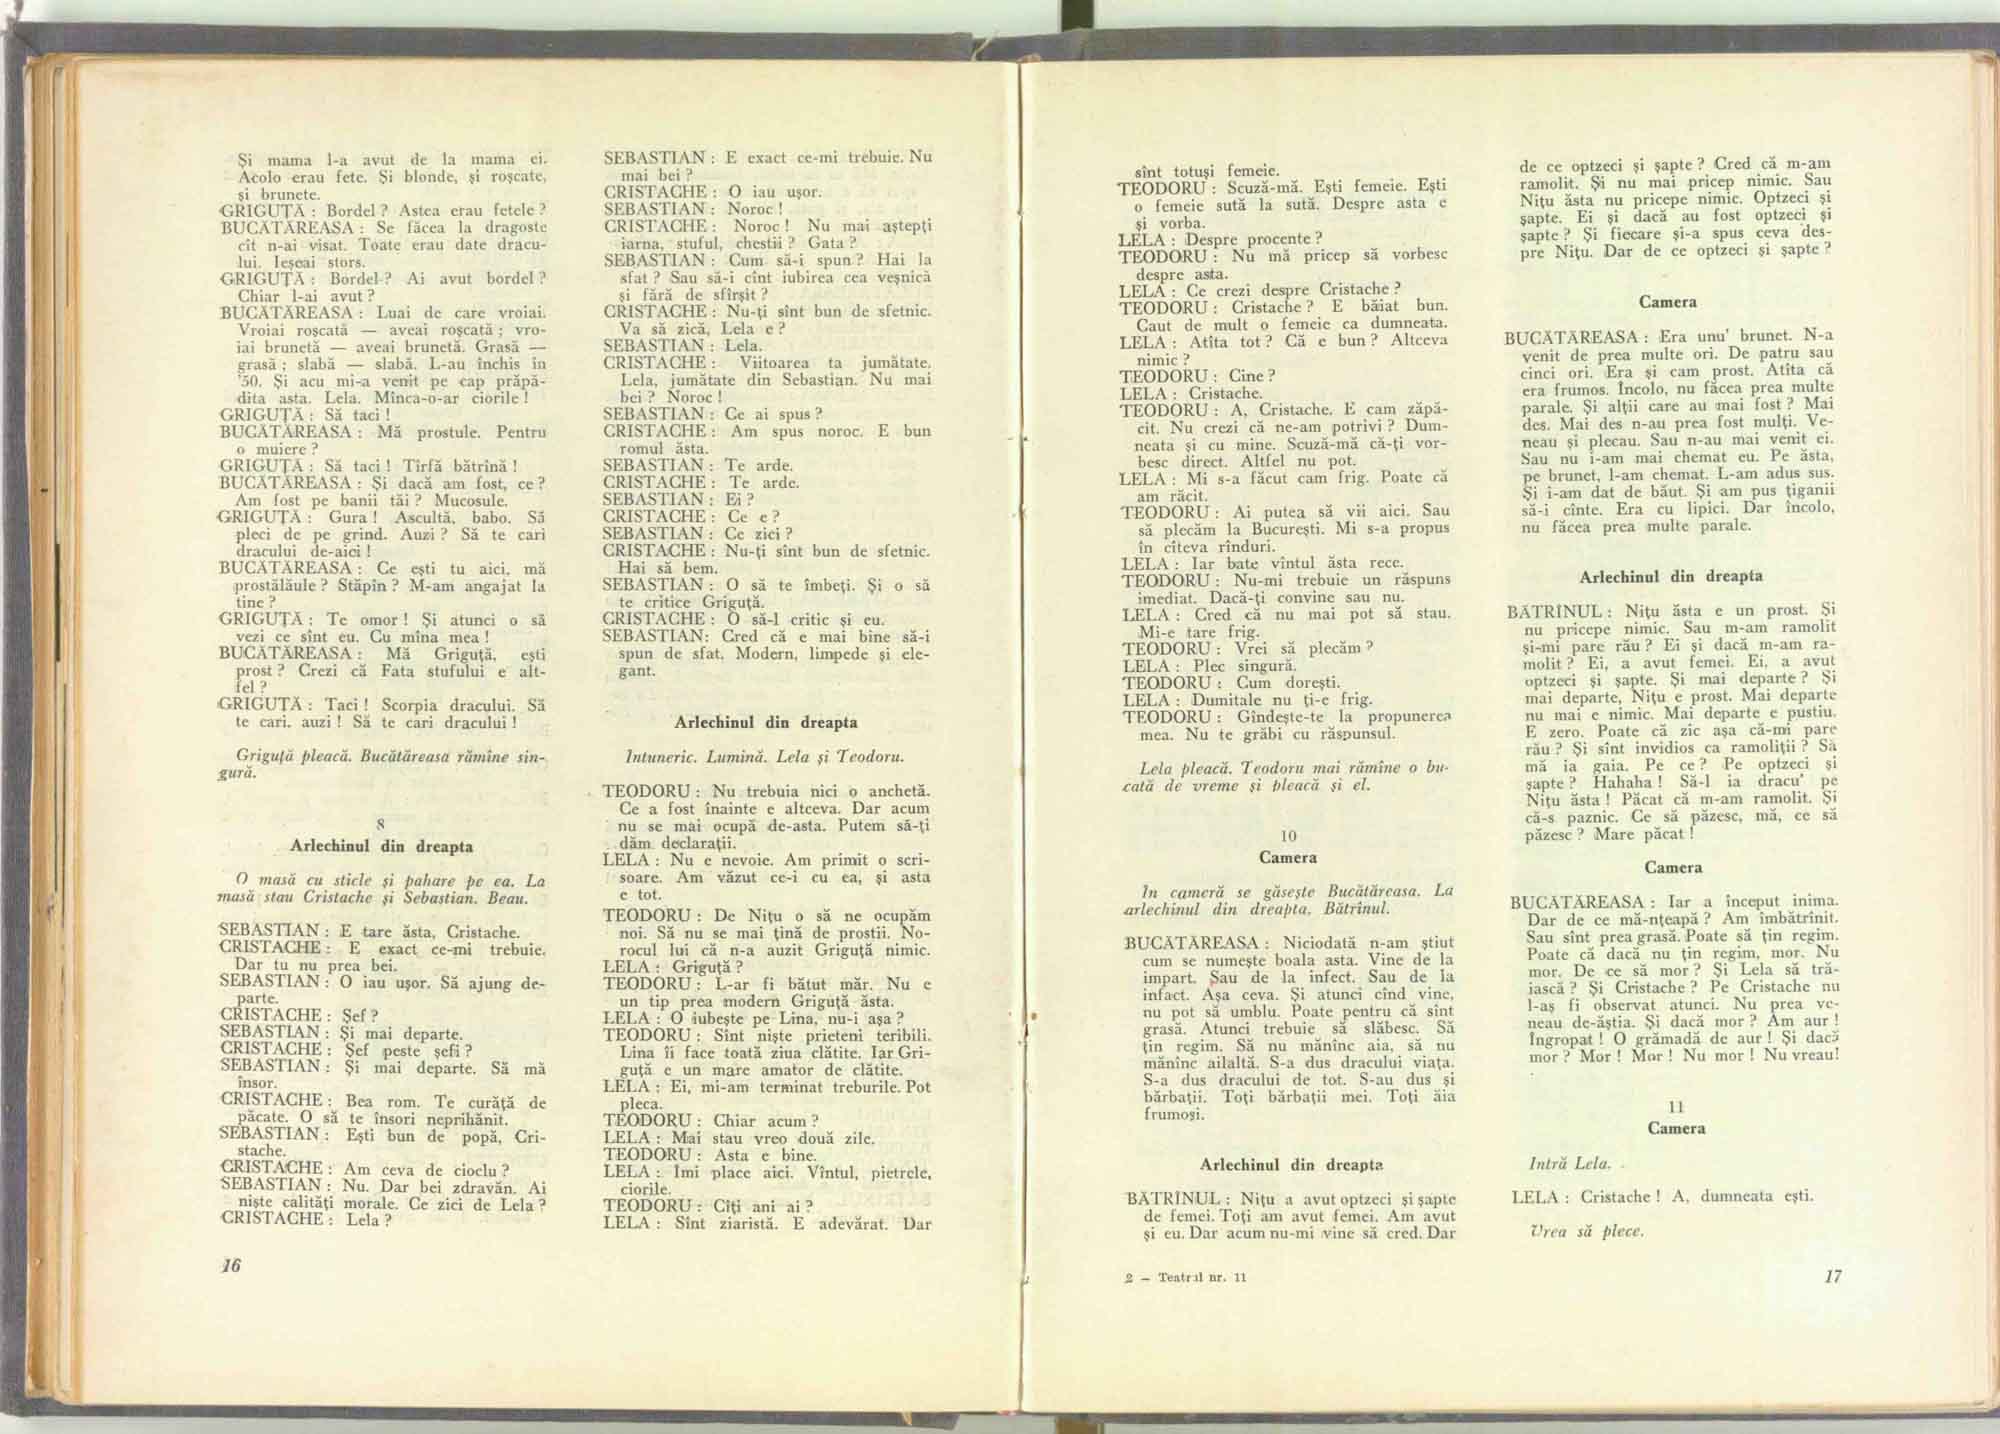 Și mama l-a avut de la mama ei.
Acolo erau fete. Și blonde, și roșcate,
și brunete.
GRIGUȚĂ : Bordel ? Astea erau fetele ?
BUCĂTĂREASA : Se făcea la dragoste
cît n-ai visat. Toate erau date dracu-
lui. Ieșeai stors.
GRIGUȚĂ : Bordel ? Ai avut bordel ?
Chiar l-ai avut ?
BUCĂTĂREASA : Luai de care vroiai.
Vroiai roșcată — aveai roșcată ; vro-
iai brunetă — aveai brunetă. Grasă —
grasă ; slabă — slabă. L-au închis în
'50. Și acu mi-a venit pe cap prăpă-
dita asta. Lela. Mînca-o-ar ciorile !
GRIGUȚĂ : Să taci !
BUCĂTĂREASA : Mă prostule. Pentru
o muiere ?
GRIGUȚĂ : Să taci ! Tîrfă bătrînă !
BUCĂTĂREASA : Și dacă am fost, ce ?
Am fost pe banii tăi ? Mucosule.
GRIGUȚĂ : Gura ! Ascultă, babo. Să
pleci de pe grind. Auzi ? Să te cari
dracului de-aici !
BUCĂTĂREASA : Ce ești tu aici, mă
prostălăule ? Stăpîn ? M-am angajat la
tine ?
GRIGUȚĂ : Te omor ! Și atunci o să
vezi ce sînt eu. Cu mîna mea !
BUCĂTĂREASA : Mă Griguță, ești
prost ? Crezi că Fata stufului e alt-
fel ?
GRIGUȚĂ : Taci ! Scorpia dracului. Să
te cari, auzi ! Să te cari dracului !
Griguță pleacă. Bucătăreasa rămîne sin-
gură.
8
Arlechinul din dreapta
O masă cu sticle și pahare pe ea. La
masă stau Cristache și Sebastian. Beau.
SEBASTIAN : E tare ăsta, Cristache.
CRISTACHE : E exact ce-mi trebuie.
Dar tu nu prea bei.
SEBASTIAN : O iau ușor. Să ajung de-
parte.
CRISTACHE : Șef ?
SEBASTIAN : Și mai departe.
CRISTACHE : Șef peste șefi ?
SEBASTIAN : Și mai departe. Să mă
însor.
CRISTACHE : Bea rom. Te curăță de
păcate. O să te însori neprihănit.
SEBASTIAN : Ești bun de popă, Cri-
stache.
CRISTACHE : Am ceva de cioclu ?
SEBASTIAN : Nu. Dar bei zdravăn. Ai
niște calități morale. Ce zici de Lela ?
CRISTACHE : Lela ?
16
SEBASTIAN : E exact ce-mi trebuie. Nu
mai bei ?
CRISTACHE : O iau ușor.
SEBASTIAN : Noroc !
CRISTACHE : Noroc ! Nu mai aștepți
iarna, stuful, chestii ? Gata ?
SEBASTIAN : Cum să-i spun ? Hai la
sfat ? Sau să-i cînt iubirea cea veșnică
și fără de sfîrșit ?
CRISTACHE : Nu-ți sînt bun de sfetnic.
Va să zică, Lela e ?
SEBASTIAN : Lela.
CRISTACHE : Viitoarea ta jumătate.
Lela, jumătate din Sebastian. Nu mai
bei ? Noroc !
SEBASTIAN : Ce ai spus ?
CRISTACHE : Am spus noroc. E bun
romul ăsta.
SEBASTIAN : Te arde.
CRISTACHE : Te arde.
SEBASTIAN : Ei ?
CRISTACHE : Ce e ?
SEBASTIAN : Ce zici ?
CRISTACHE : Nu-ți sînt bun de sfetnic.
Hai să bem.
SEBASTIAN : O să te îmbeți. Și o să
te critice Griguță.
CRISTACHE : O să-l critic și eu.
SEBASTIAN: Cred că e mai bine să-i
spun de sfat. Modern, limpede și ele-
gant.
Arlechinul din dreapta
Intuneric. Lumină. Lela și Teodoru.
TEODORU : Nu trebuia nici o anchetă.
Ce a fost înainte e altceva. Dar acum
nu se mai ocupă de-asta. Putem să-ți
dăm declarații.
LELA : Nu e nevoie. Am primit o scri-
soare. Am văzut ce-i cu ea, și asta
e tot.
TEODORU : De Nițu o să ne ocupăm
noi. Să nu se mai țină de prostii. No-
rocul lui că n-a auzit Griguță nimic.
LELA : Griguță ?
TEODORU : L-ar fi bătut măr. Nu e
un tip prea modern Griguță ăsta.
LELA : O iubește pe Lina, nu-i așa ?
TEODORU : Sînt niște prieteni teribili.
Lina îi face toată ziua clătite. Iar Gri-
guță e un mare amator de clătite.
LELA : Ei, mi-am terminat treburile. Pot
pleca.
TEODORU : Chiar acum ?
LELA : Mai stau vreo două zile.
TEODORU : Asta e bine.
LELA : Imi place aici. Vîntul, pietrele,
ciorile.
TEODORU : Cîți ani ai ?
LELA : Sînt ziaristă. E adevărat. Dar
sînt totuși femeie.
TEODORU : Scuză-mă. Ești femeie. Ești
o femeie sută la sută. Despre asta e
și vorba.
LELA : Despre procente ?
TEODORU : Nu mă pricep să vorbesc
despre asta.
LELA : Ce crezi despre Cristache ?
TEODORU : Cristache ? E băiat bun.
Caut de mult o femeie ca dumneata.
LELA : Atîta tot ? Că e bun ? Altceva
nimic ?
TEODORU : Cine ?
LELA : Cristache.
TEODORU : A, Cristache. E cam zăpă-
cit. Nu crezi că ne-am potrivi ? Dum-
neata și cu mine. Scuză-mă că-ți vor-
besc direct. Altfel nu pot.
LELA : Mi s-a făcut cam frig. Poate că
am răcit.
TEODORU : Ai putea să vii aici. Sau
să plecăm la București. Mi s-a propus
în cîteva rînduri.
LELA : Iar bate vîntul ăsta rece.
TEODORU : Nu-mi trebuie un răspuns
imediat. Dacă-ți convine sau nu.
LELA : Cred că nu mai pot să stau.
Mi-e tare frig.
TEODORU : Vrei să plecăm ?
LELA : Plec singură.
TEODORU : Cum dorești.
LELA : Dumitale nu ți-e frig.
TEODORU : Gîndește-te la propunerea
mea. Nu te grăbi cu răspunsul.
Lela pleacă. Teodoru mai rămîne o bu-
cată de vreme și pleacă și el.
10
Camera
In cameră se găsește Bucătăreasa. La
arlechinul din dreapta, Bătrînul.
BUCĂTĂREASA : Niciodată n-am știut
cum se numește boala asta. Vine de la
impart. Sau de la infect. Sau de la
infact. Așa ceva. Și atunci cînd vine,
nu pot să umblu. Poate pentru că sînt
grasă. Atunci trebuie să slăbesc. Să
țin regim. Să nu mănînc aia, să nu
mănînc ailaltă. S-a dus dracului viața.
S-a dus dracului de tot. S-au dus și
bărbații. Toți bărbații mei. Toți ăia
frumoși.
Arlechinul din dreapta
BĂTRÎNUL : Nițu a avut optzeci și șapte
de femei. Toți am avut femei. Am avut
și eu. Dar acum nu-mi vine să cred. Dar
2 — Teatrul nr. 11
de ce optzeci și șapte ? Cred că m-am
ramolit. Și nu mai pricep nimic. Sau
Nițu ăsta nu pricepe nimic. Optzeci și
șapte. Ei și dacă au fost optzeci și
șapte ? Și fiecare și-a spus ceva des-
pre Nițu. Dar de ce optzeci și șapte ?
Camera
BUCĂTĂREASA : Era unu' brunet. N-a
venit de prea multe ori. De patru sau
cinci ori. Era și cam prost. Atîta că
era frumos. Încolo, nu făcea prea multe
parale. Și alții care au mai fost ? Mai
des. Mai des n-au prea fost mulți. Ve-
neau și plecau. Sau n-au mai venit ei.
Sau nu i-am mai chemat eu. Pe ăsta,
pe brunet, l-am chemat. L-am adus sus.
Și i-am dat de băut. Și am pus țiganii
să-i cînte. Era cu lipici. Dar încolo,
nu făcea prea multe parale.
Arlechinul din dreapta
BĂTRÎNUL : Nițu ăsta e un prost. Și
nu pricepe nimic. Sau m-am ramolit
și-mi pare rău ? Ei și dacă m-am ra-
molit ? Ei, a avut femei. Ei, a avut
optzeci și șapte. Și mai departe ? Și
mai departe, Nițu e prost. Mai departe
nu mai e nimic. Mai departe e pustiu.
E zero. Poate că zic așa că-mi pare
rău ? Și sînt invidios ca ramoliții ? Să
mă ia gaia. Pe ce ? Pe optzeci și
șapte ? Hahaha ! Să-l ia dracu' pe
Nițu ăsta ! Păcat că m-am ramolit. Și
că-s paznic. Ce să păzesc, mă, ce să
păzesc ? Mare păcat !
Camera
BUCĂTĂREASA : Iar a început inima.
Dar de ce mă-nțeapă ? Am îmbătrînit.
Sau sînt prea grasă. Poate să țin regim.
Poate că dacă nu țin regim, mor. Nu
mor. De ce să mor ? Și Lela să tră-
iască ? Și Cristache ? Pe Cristache nu
l-aș fi observat atunci. Nu prea ve-
neau de-ăștia. Și dacă mor ? Am aur !
Îngropat ! O grămadă de aur ! Și dacă
mor ? Mor ! Mor ! Nu mor ! Nu vreau!
11
Camera
Intră Lela.
LELA : Cristache ! A, dumneata ești.
Vrea să plece.
17